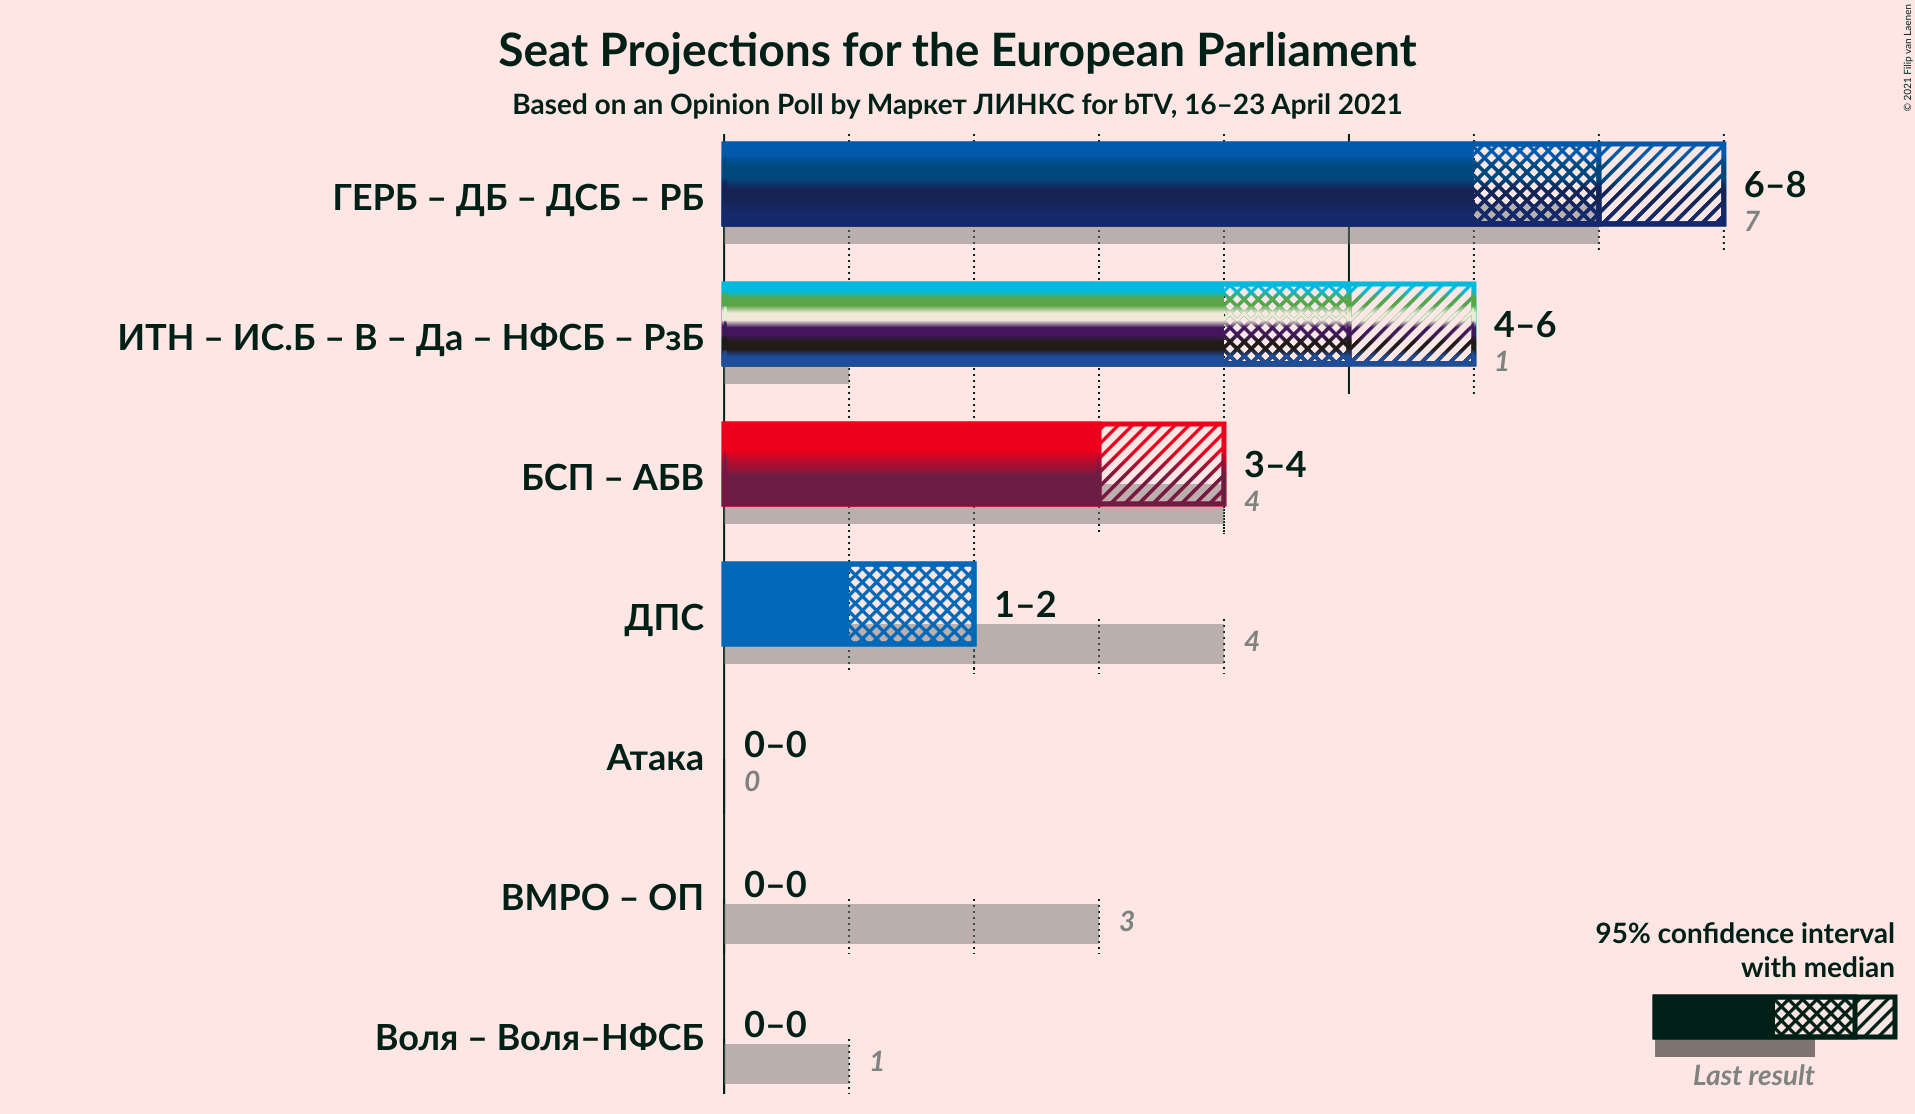 Seat Projections for the European Parliament
Based on an Opinion Poll by Маркет ЛИНКС for bTV, 16–23 April 2021
© 2021 Filip van Laenen
ГЕРБ – ДБ – ДСБ – РБ
6–8
7
ИТН – ИС.Б – В – Да – НФСБ – РзБ
4–6
1
БСП – АБВ
3–4
4
ДПС
1–2
4
Атака
0–0
0
ВМРО – ОП
0–0
3
Воля – Воля–НФСБ
0–0
1
95% confidence interval
with median
Last result